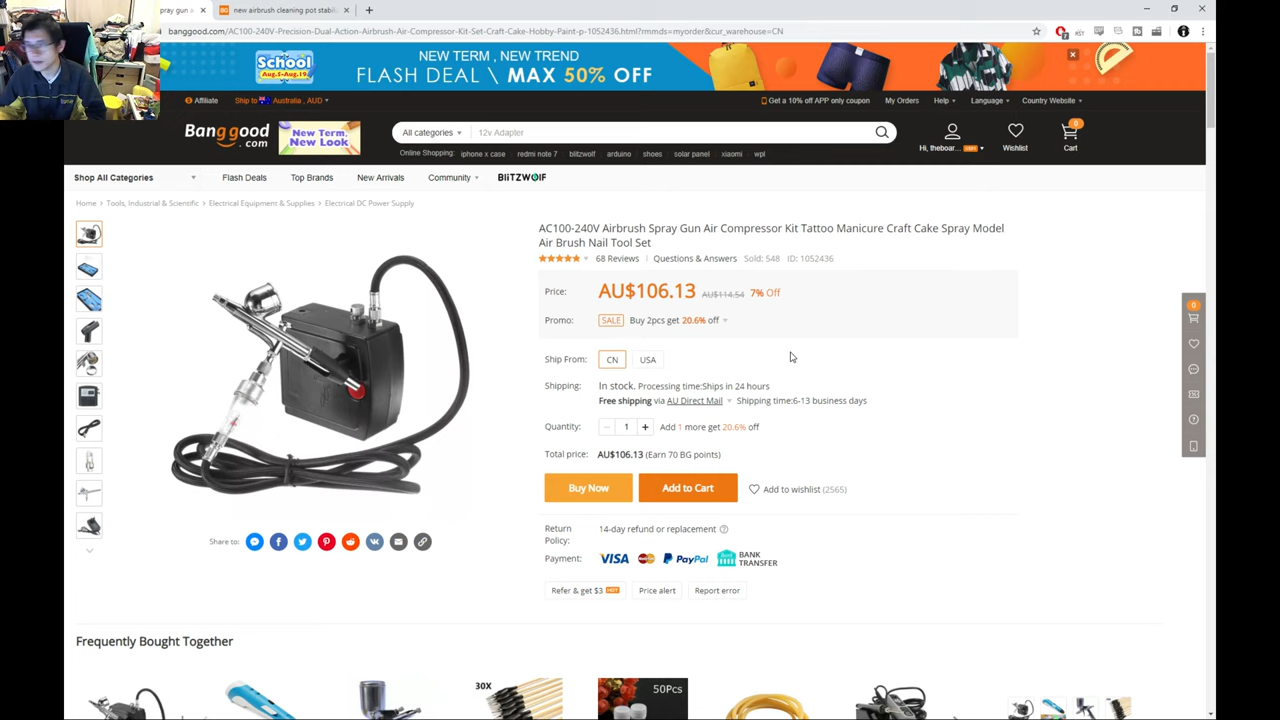 pray gun a
new airbrush cleaning pot stabil
banggood.com/AC100-240V-Precision-Dual-Action-Airbrush-Air-Compressor-Kit-Set-Craft-Cake-Hobby-Paint-p-1052436.html?rmmds=myorder&cur_warehouse=CN
School
Aug.5-Aug.19
NEW TERM , NEW TREND
FLASH DEAL \ MAX 50% OFF
Affiliate
Ship to Australia , AUD
Get a 10% off APP only coupon
My Orders
Help
Language
Country Website
Banggood
.com
New Term,
New Look
All categories
12v Adapter
Online Shopping: iphone x case redmi note 7 blitzwolf arduino shoes solar panel xiaomi wpl
Hi, theboar...
Wishlist
0
Cart
Shop All Categories
Flash Deals
Top Brands
New Arrivals
Community
BLITZWOLF
Home > Tools, Industrial & Scientific > Electrical Equipment & Supplies > Electrical DC Power Supply
AC100-240V Airbrush Spray Gun Air Compressor Kit Tattoo Manicure Craft Cake Spray Model
Air Brush Nail Tool Set
68 Reviews | Questions & Answers Sold: 548 ID: 1052436
Price: AU$106.13 AU$114.54 7% Off
Promo: SALE Buy 2pcs get 20.6% off
Ship From: CN USA
Shipping: In stock. Processing time:Ships in 24 hours
Free shipping via AU Direct Mail Shipping time:6-13 business days
Quantity: - 1 + Add 1 more get 20.6% off
Total price: AU$106.13 (Earn 70 BG points)
Buy Now
Add to Cart
Add to wishlist (2565)
Share to:
Return
Policy:
14-day refund or replacement
Payment: VISA PayPal BANK
TRANSFER
Refer & get $3 HOT
Price alert
Report error
0
Frequently Bought Together
30X
50Pcs